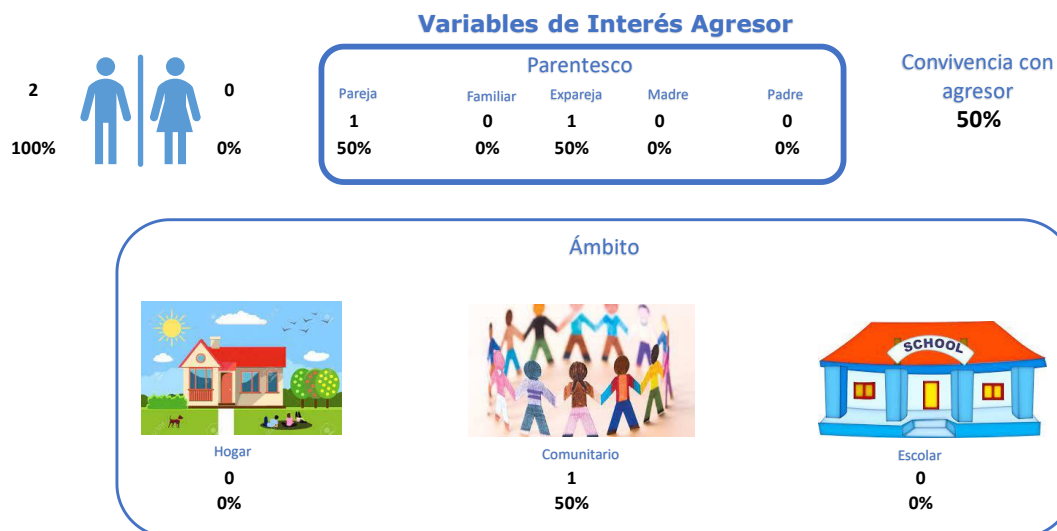 Variables de Interés Agresor
2
0
100%
0%
Parentesco
Pareja Familiar Expareja Madre Padre
1 0 1 0 0
50% 0% 50% 0% 0%
Convivencia con
agresor
50%
Ámbito
SCHOOL
Hogar Comunitario Escolar
0 1 0
0% 50% 0%